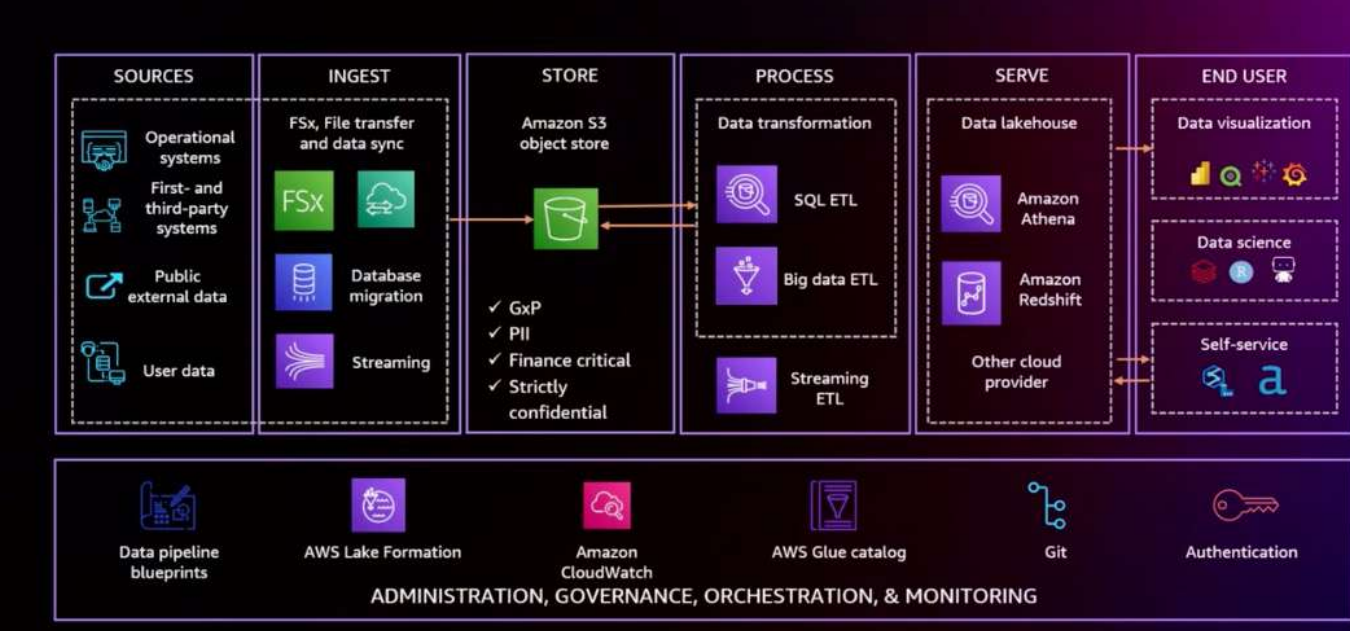 SOURCES
Operational
systems
First- and
third-party
systems
Public
external data
User data
INGEST
FSx, File transfer
and data sync
FSx
Database
migration
Streaming
STORE
Amazon S3
object store
✓ GxP
✓ PII
✓ Finance critical
✓ Strictly
confidential
PROCESS
Data transformation
SQL ETL
Big data ETL
Streaming
ETL
SERVE
Data lakehouse
Amazon
Athena
Amazon
Redshift
Other cloud
provider
END USER
Data visualization
Data science
R
Self-service
a
Data pipeline
blueprints
AWS Lake Formation
Amazon
CloudWatch
AWS Glue catalog
Git
Authentication
ADMINISTRATION, GOVERNANCE, ORCHESTRATION, & MONITORING